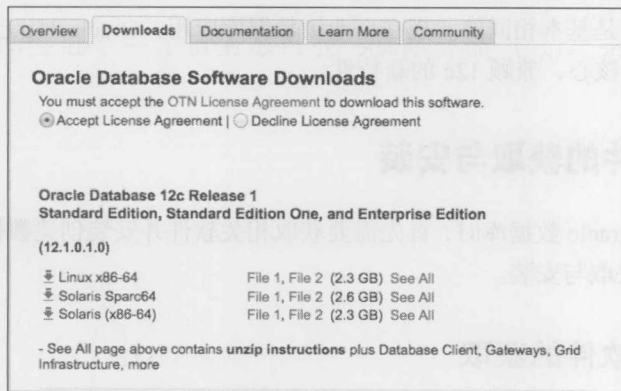 Overview Downloads Documentation Learn More Community
Oracle Database Software Downloads
You must accept the OTN License Agreement to download this software.
Accept License Agreement | Decline License Agreement
Oracle Database 12c Release 1
Standard Edition, Standard Edition One, and Enterprise Edition
(12.1.0.1.0)
Linux x86-64 File 1, File 2 (2.3 GB) See All
Solaris Sparc64 File 1, File 2 (2.6 GB) See All
Solaris (x86-64) File 1, File 2 (2.3 GB) See All
- See All page above contains unzip instructions plus Database Client, Gateways, Grid
Infrastructure, more